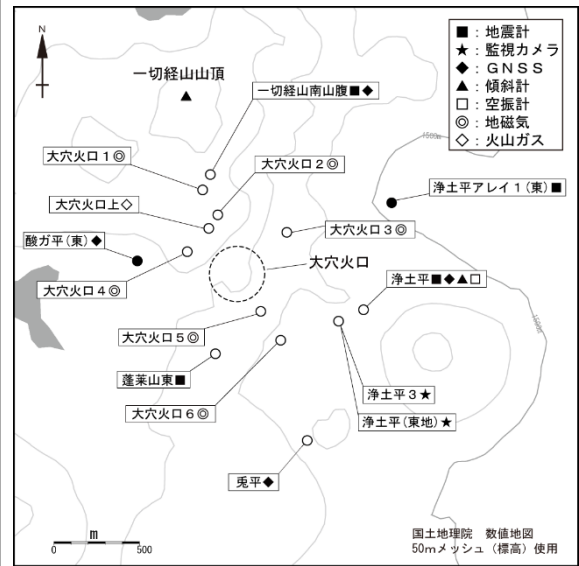 N
■：地震計
★：監視カメラ
◆：ＧＮＳＳ
▲：傾斜計
□：空振計
◎：地磁気
◇：火山ガス
一切経山山頂
一切経山南山腹■◆
大穴火口１◎
大穴火口２◎
1500m
浄土平アレイ１(東)■
大穴火口上◇
大穴火口３◎
酸ガ平(東)◆
大穴火口
浄土平■◆▲□
大穴火口４◎
1500m
大穴火口５◎
蓬莱山東■
浄土平３★
大穴火口６◎
浄土平(東地)★
兎平◆
m
0 500
国土地理院　数値地図
50mメッシュ（標高）使用